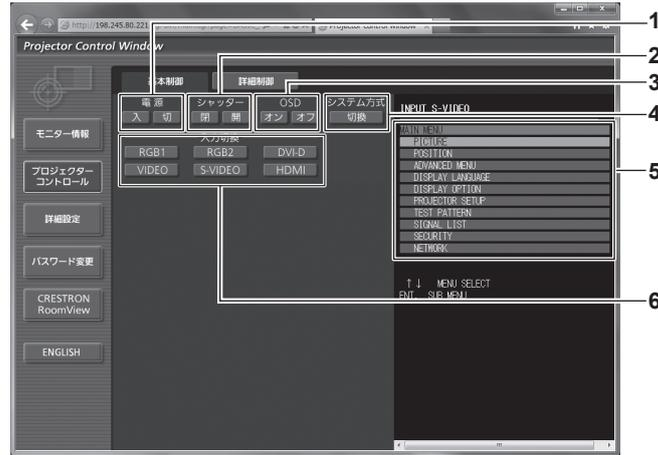 http://198.245.80.221
Projector Control Window
基本制御 詳細制御
電源 シャッター OSD システム方式
入 切 閉 開 オン オフ 切換
入力切換
RGB1 RGB2 DVI-D
VIDEO S-VIDEO HDMI
モニター情報
プロジェクター
コントロール
詳細設定
パスワード変更
CRESTRON
RoomView
ENGLISH
INPUT S-VIDEO
MAIN MENU
PICTURE
POSITION
ADVANCED MENU
DISPLAY LANGUAGE
DISPLAY OPTION
PROJECTOR SETUP
TEST PATTERN
SIGNAL LIST
SECURITY
NETWORK
↑↓ MENU SELECT
ENT. SUB MENU
1
2
3
4
5
6